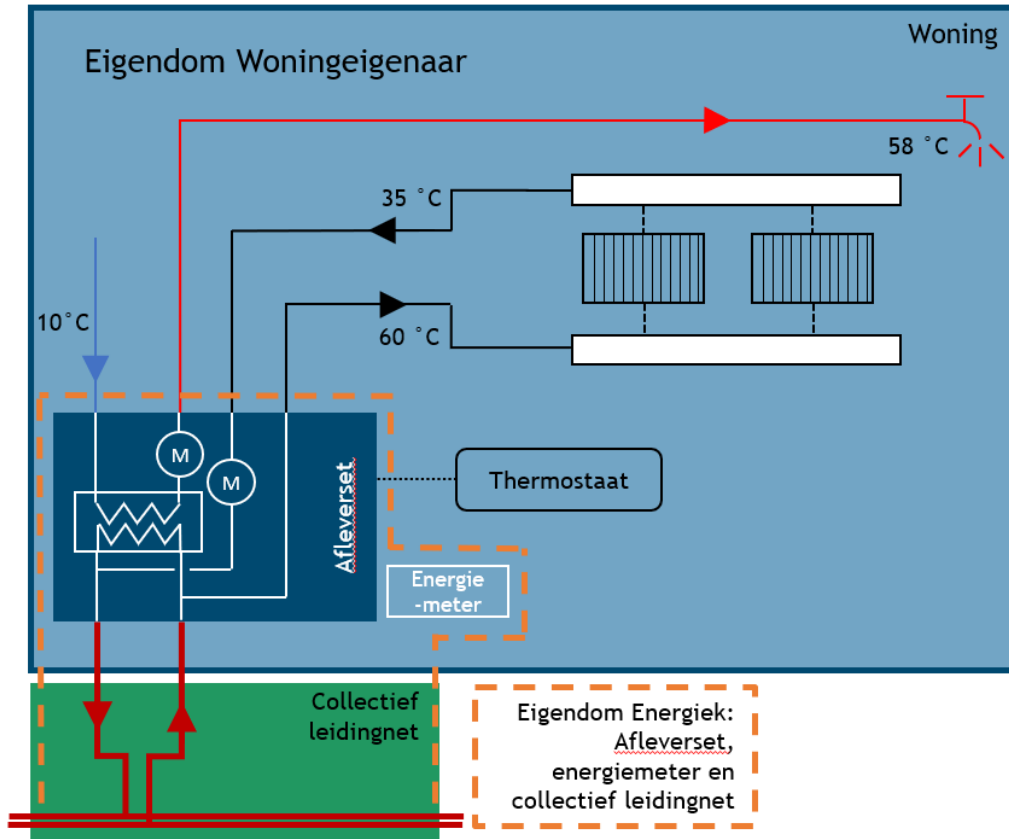 Woning
Eigendom Woningeigenaar
58 °C
35 °C
10°C
60 °C
M
M
Thermostaat
Afleverset
Energie
-meter
Collectief
leidingnet
Eigendom Energiek:
Afleverset,
energiemeter en
collectief leidingnet